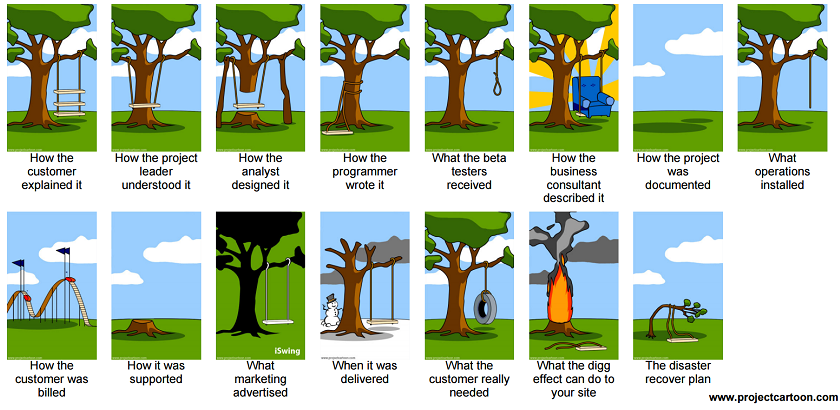 How the
customer
explained it
How the project
leader
understood it
How the
analyst
designed it
How the
programmer
wrote it
What the beta
testers
received
How the
business
consultant
described it
How the project
was
documented
What
operations
installed
iSwing
How the
customer was
billed
How it was
supported
What
marketing
advertised
When it was
delivered
What the
customer really
needed
What the digg
effect can do to
your site
The disaster
recover plan
www.projectcartoon.com